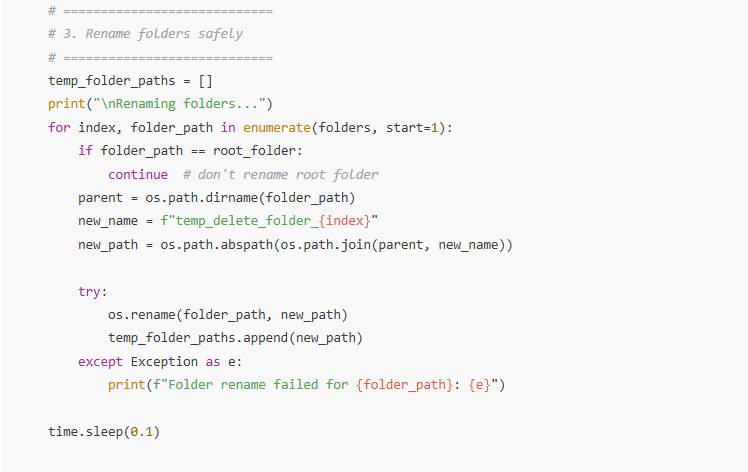 # ============================
# 3. Rename folders safely
# ============================
temp_folder_paths = []
print("\nRenaming folders...")
for index, folder_path in enumerate(folders, start=1):
    if folder_path == root_folder:
        continue  # don't rename root folder
    parent = os.path.dirname(folder_path)
    new_name = f"temp_delete_folder_{index}"
    new_path = os.path.abspath(os.path.join(parent, new_name))
    try:
        os.rename(folder_path, new_path)
        temp_folder_paths.append(new_path)
    except Exception as e:
        print(f"Folder rename failed for {folder_path}: {e}")
time.sleep(0.1)